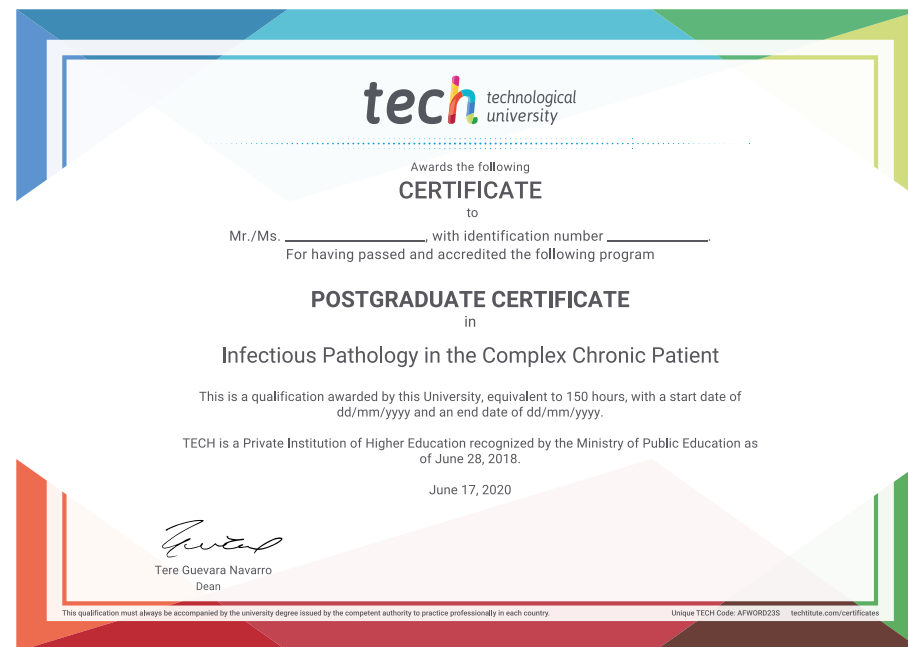 tech technological
university
Awards the following
CERTIFICATE
to
Mr./Ms. ____________________, with identification number ______________.
For having passed and accredited the following program
POSTGRADUATE CERTIFICATE
in
Infectious Pathology in the Complex Chronic Patient
This is a qualification awarded by this University, equivalent to 150 hours, with a start date of
dd/mm/yyyy and an end date of dd/mm/yyyy.
TECH is a Private Institution of Higher Education recognized by the Ministry of Public Education as
of June 28, 2018.
June 17, 2020
Tere Guevara Navarro
Dean
This qualification must always be accompanied by the university degree issued by the competent authority to practice professionally in each country. Unique TECH Code: AFWORD23S techtitute.com/certificates